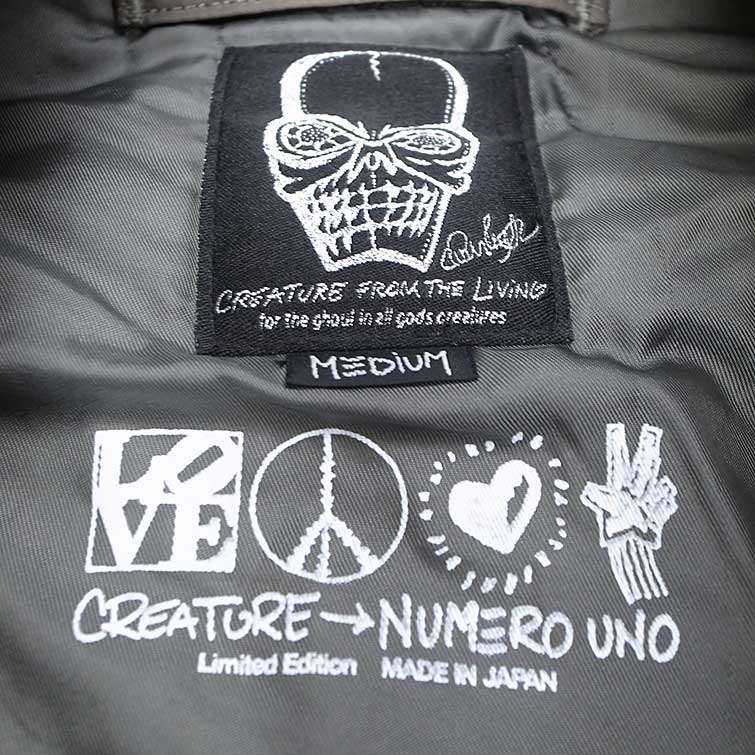 CREATURE FROM THE LIVING
for the ghoul in all gods creatures
MEDIUM
LOVE
CREATURE → NUMERO UNO
Limited Edition MADE IN JAPAN